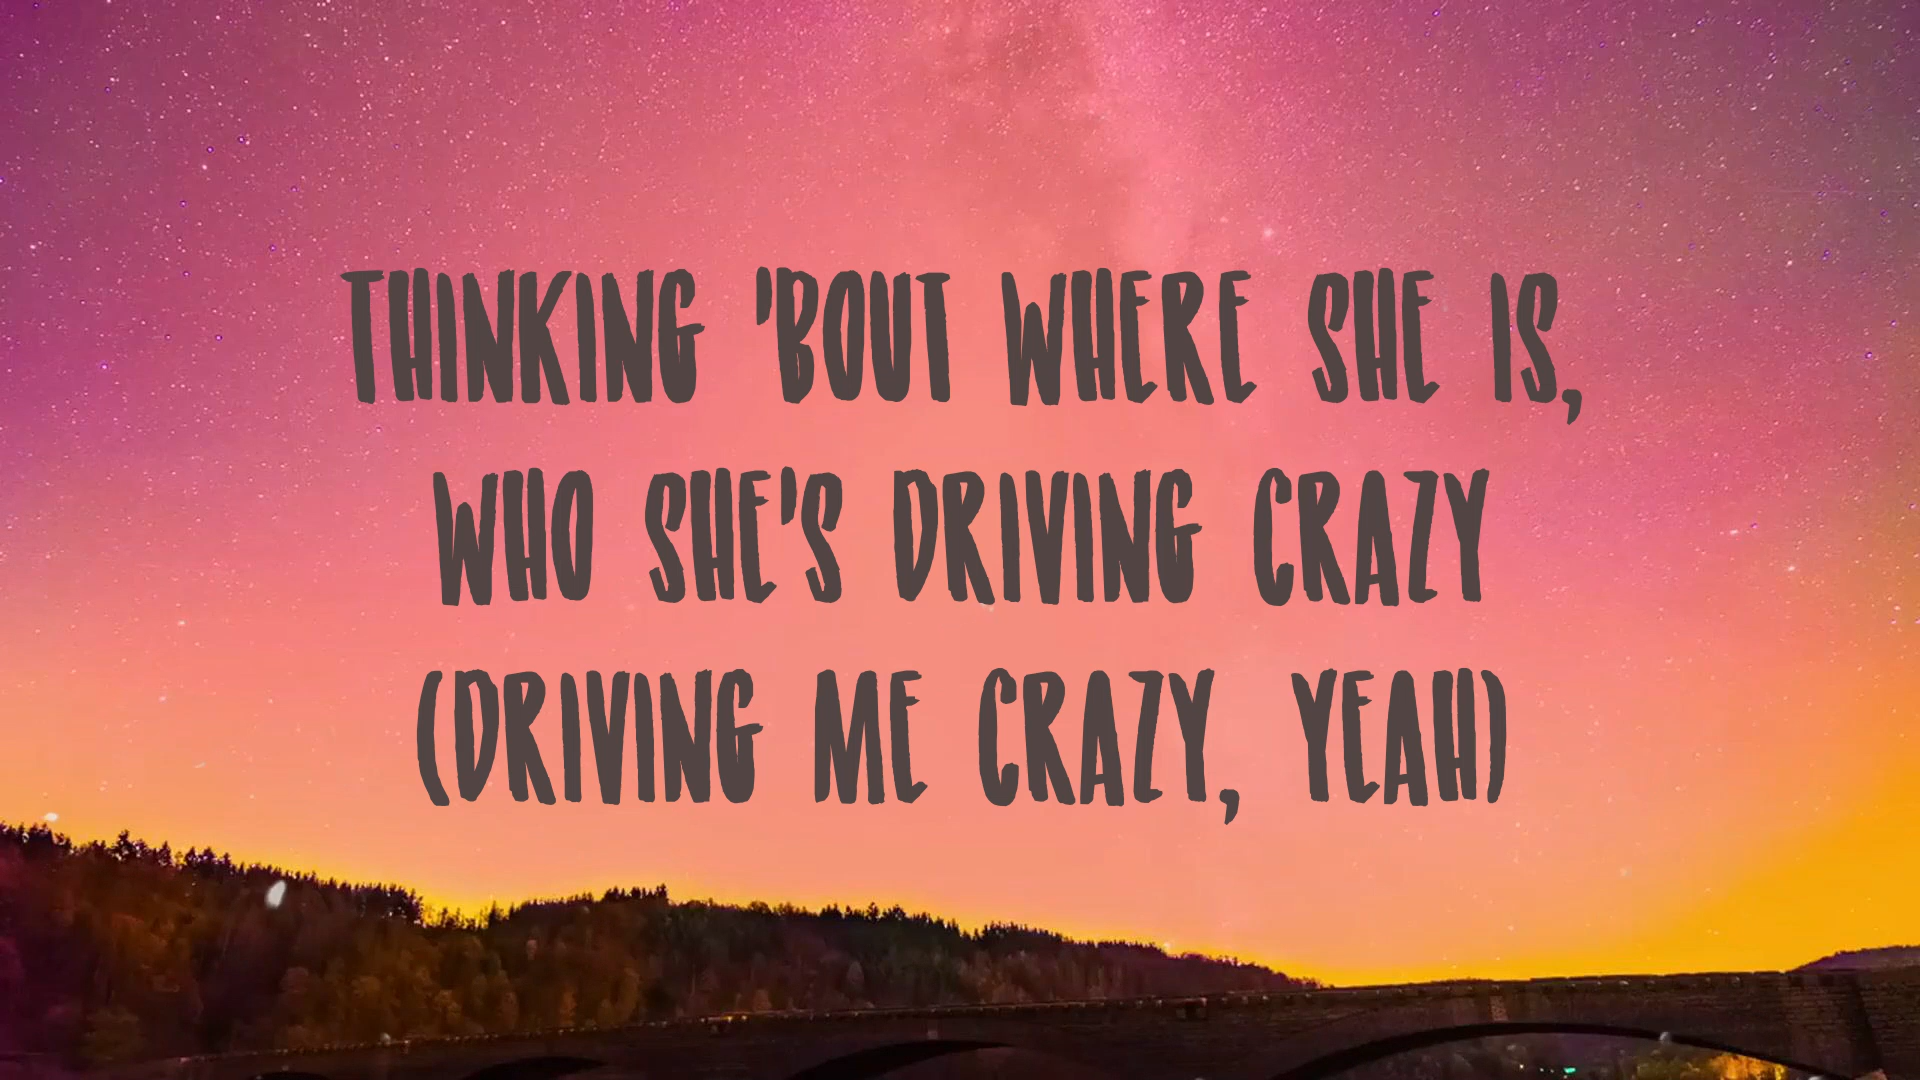 THINKING 'BOUT WHERE SHE IS,
WHO SHE'S DRIVING CRAZY
(DRIVING ME CRAZY, YEAH)